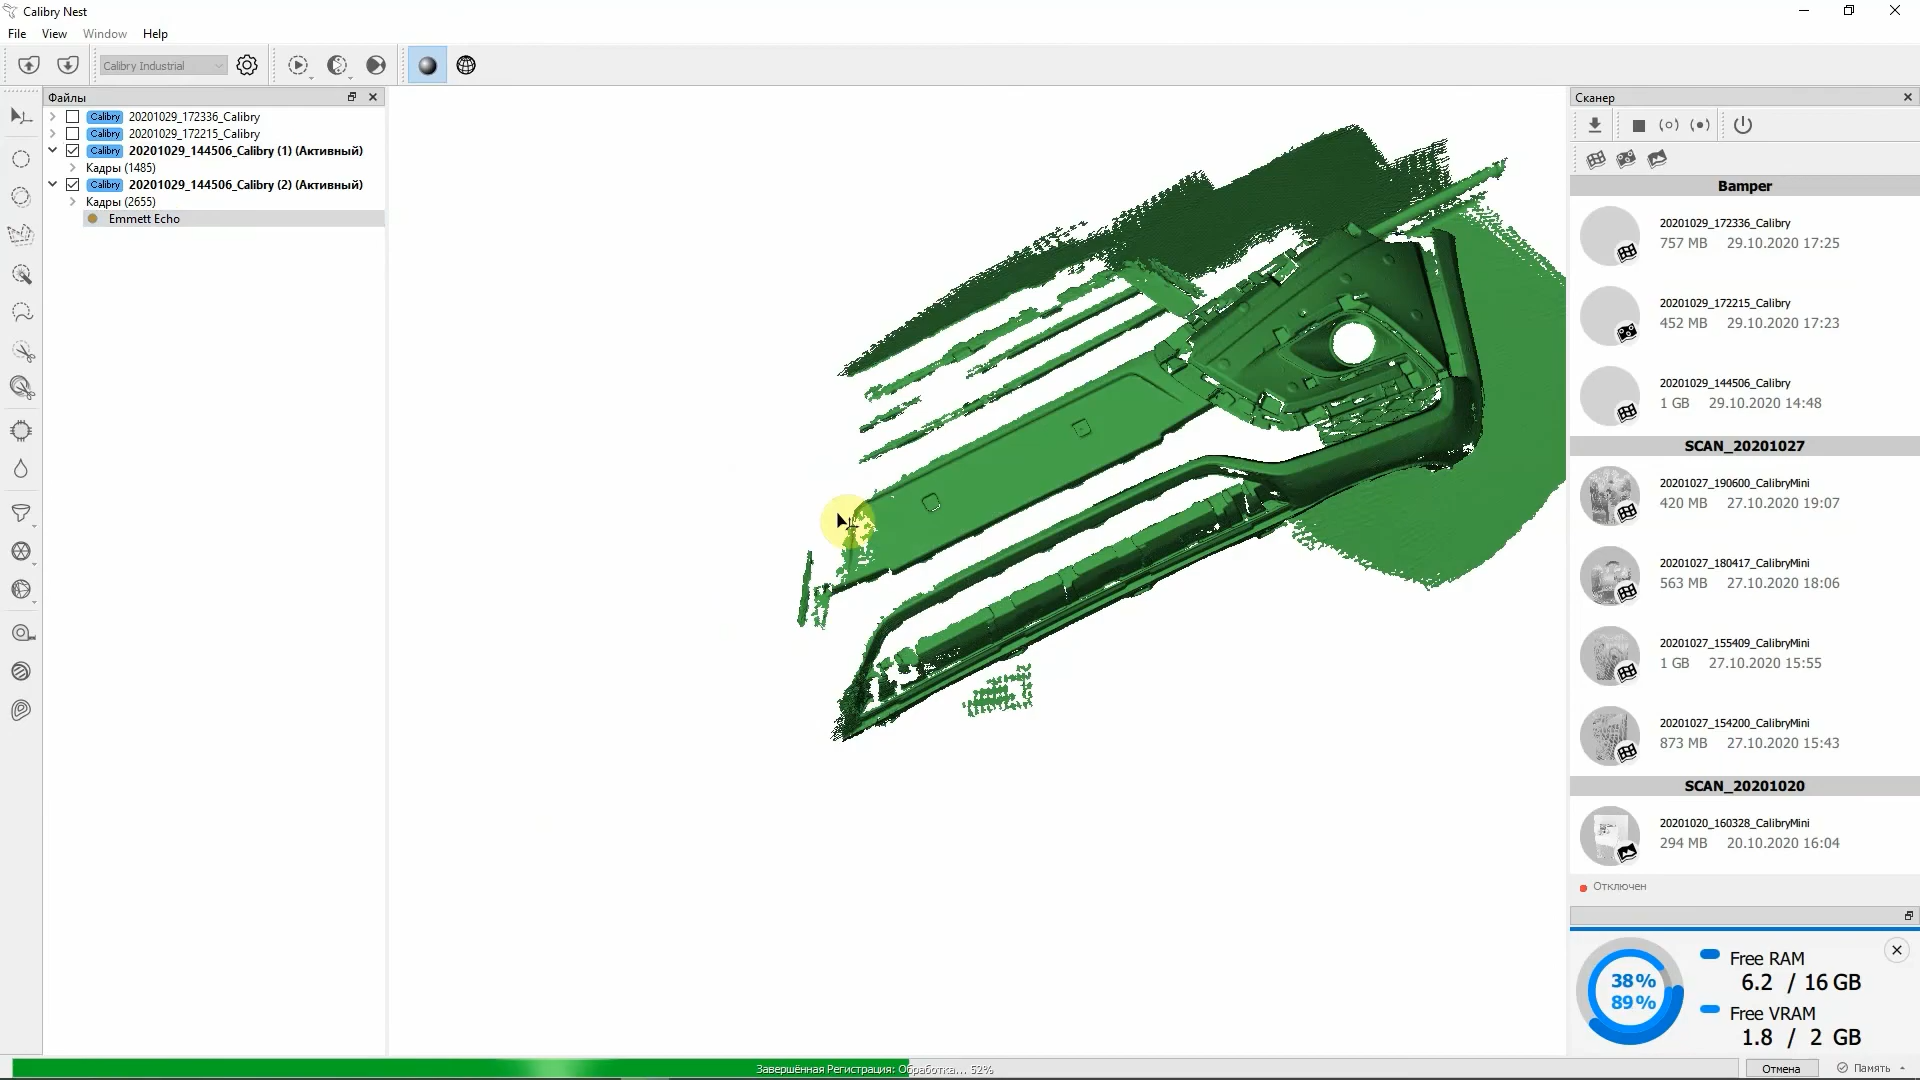 Calibry Nest
File View Window Help
Calibry Industrial
Файлы
Calibry 20201029_172336_Calibry
Calibry 20201029_172215_Calibry
Calibry 20201029_144506_Calibry (1) (Активный)
Кадры (1485)
Calibry 20201029_144506_Calibry (2) (Активный)
Кадры (2655)
Emmett Echo
Сканер
Bamper
20201029_172336_Calibry
757 MB 29.10.2020 17:25
20201029_172215_Calibry
452 MB 29.10.2020 17:23
20201029_144506_Calibry
1 GB 29.10.2020 14:48
SCAN_20201027
20201027_190600_CalibryMini
420 MB 27.10.2020 19:07
20201027_180417_CalibryMini
563 MB 27.10.2020 18:06
20201027_155409_CalibryMini
1 GB 27.10.2020 15:55
20201027_154200_CalibryMini
873 MB 27.10.2020 15:43
SCAN_20201020
20201020_160328_CalibryMini
294 MB 20.10.2020 16:04
Отключен
38%
89%
Free RAM
6.2 / 16 GB
Free VRAM
1.8 / 2 GB
Завершённая Регистрация: Обработка... 52%
Отмена
Память